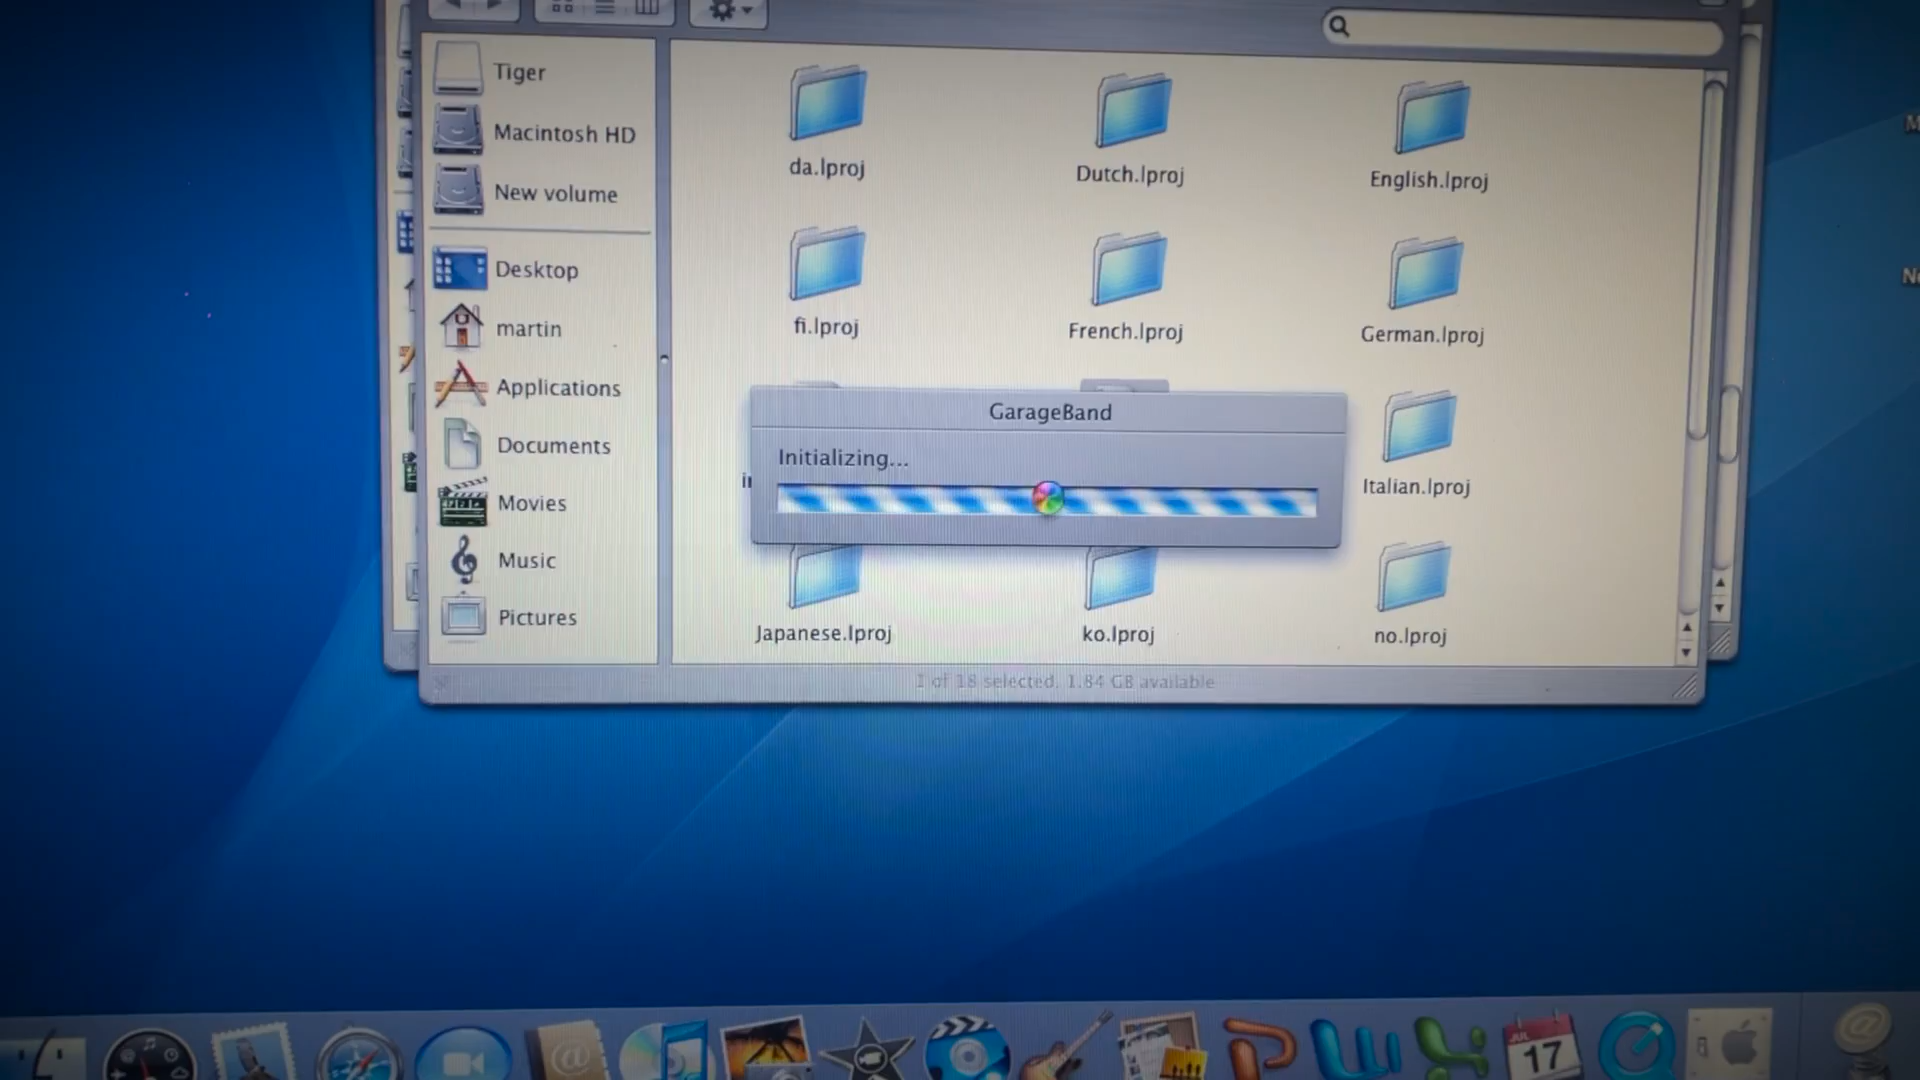 Tiger
Macintosh HD
New volume
Desktop
martin
Applications
Documents
Movies
Music
Pictures
da.lproj
Dutch.lproj
English.lproj
fi.lproj
French.lproj
German.lproj
GarageBand
Initializing...
Italian.lproj
Japanese.lproj
ko.lproj
no.lproj
1 of 18 selected, 1.84 GB available
JUL
17